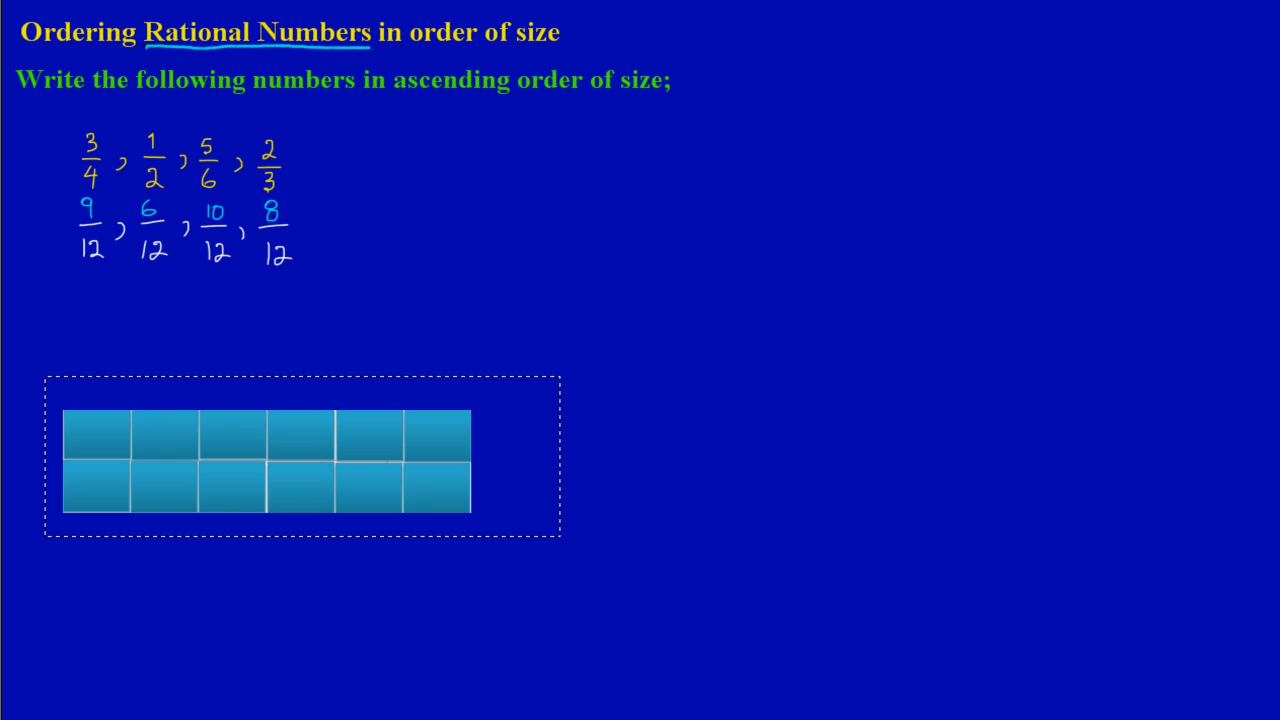 Ordering Rational Numbers in order of size
Write the following numbers in ascending order of size;
3/4 , 1/2 , 5/6 , 2/3
9/12 , 6/12 , 10/12 , 8/12